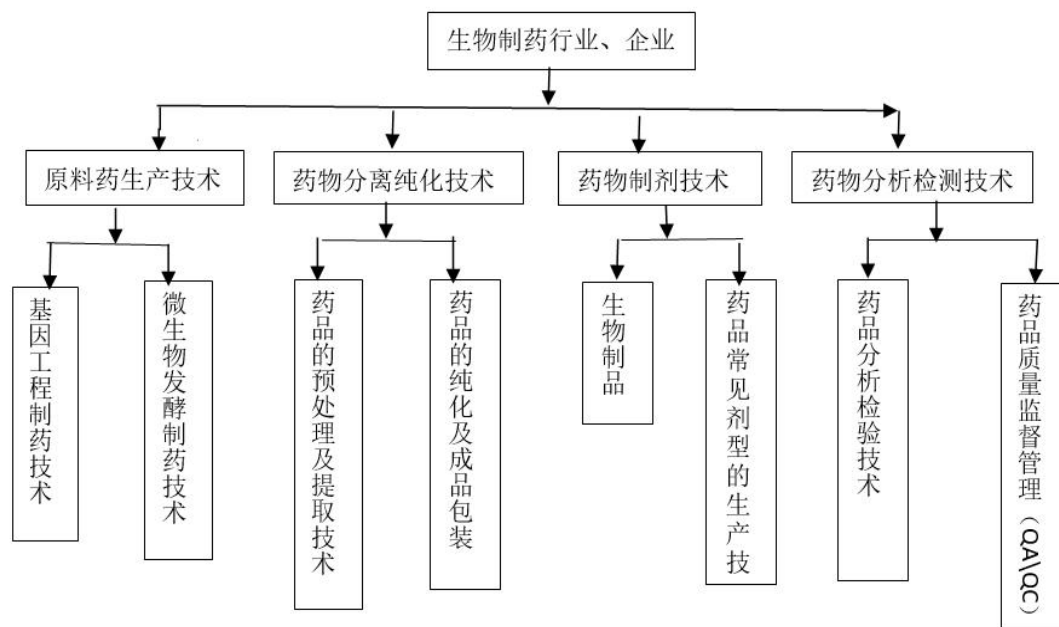 生物制药行业、企业
原料药生产技术
药物分离纯化技术
药物制剂技术
药物分析检测技术
基因工程制药技术
微生物发酵制药技术
药品的预处理及提取技术
药品的纯化及成品包装
生物制品
药品常见剂型的生产技
药品分析检验技术
药品质量监督管理（QA\QC）